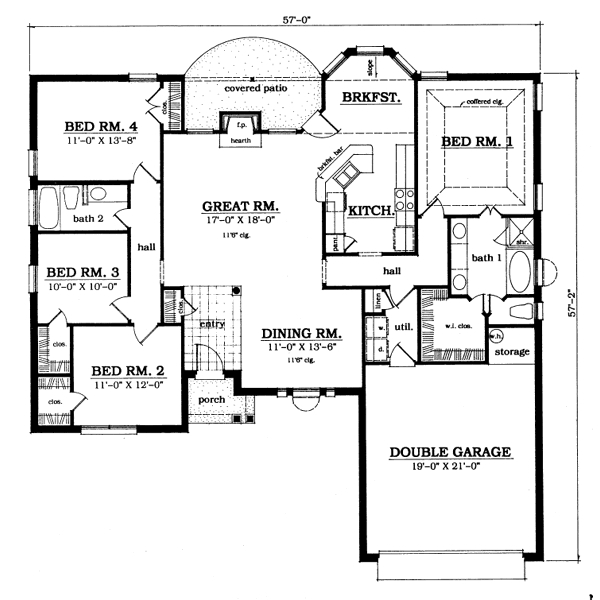 57'-0"
slope
covered patio
BRKFST.
coffered clg.
clos.
BED RM. 4
11'-0" X 13'-8"
f.p.
hearth
BED RM. 1
brkfst. bar
GREAT RM.
17'-0" X 18'-0"
11'6" clg.
KITCH.
bath 2
pant.
shr.
hall
bath 1
BED RM. 3
10'-0" X 10'-0"
hall
57'-2"
clos.
linen
entry
DINING RM.
11'-0" X 13'-6"
11'6" clg.
w.
d.
util.
w.i. clos.
w.h.
storage
clos.
BED RM. 2
11'-0" X 12'-0"
clos.
porch
DOUBLE GARAGE
19'-0" X 21'-0"